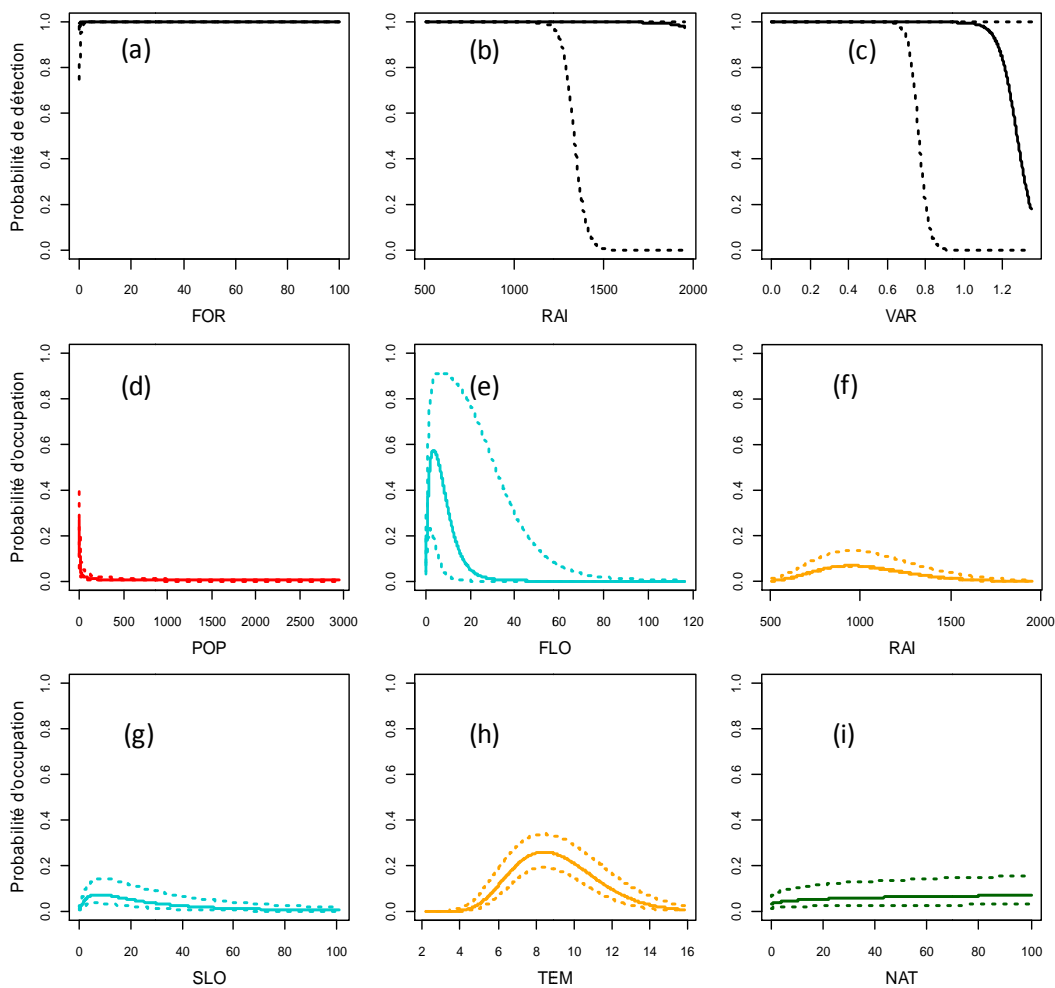 Probabilité de détection
0.0 0.2 0.4 0.6 0.8 1.0
(a)
0 20 40 60 80 100
FOR
0.0 0.2 0.4 0.6 0.8 1.0
(b)
500 1000 1500 2000
RAI
0.0 0.2 0.4 0.6 0.8 1.0
(c)
0.0 0.2 0.4 0.6 0.8 1.0 1.2
VAR
Probabilité d'occupation
0.0 0.2 0.4 0.6 0.8 1.0
(d)
0 500 1000 1500 2000 2500 3000
POP
0.0 0.2 0.4 0.6 0.8 1.0
(e)
0 20 40 60 80 100 120
FLO
0.0 0.2 0.4 0.6 0.8 1.0
(f)
500 1000 1500 2000
RAI
Probabilité d'occupation
0.0 0.2 0.4 0.6 0.8 1.0
(g)
0 20 40 60 80 100
SLO
0.0 0.2 0.4 0.6 0.8 1.0
(h)
2 4 6 8 10 12 14 16
TEM
0.0 0.2 0.4 0.6 0.8 1.0
(i)
0 20 40 60 80 100
NAT